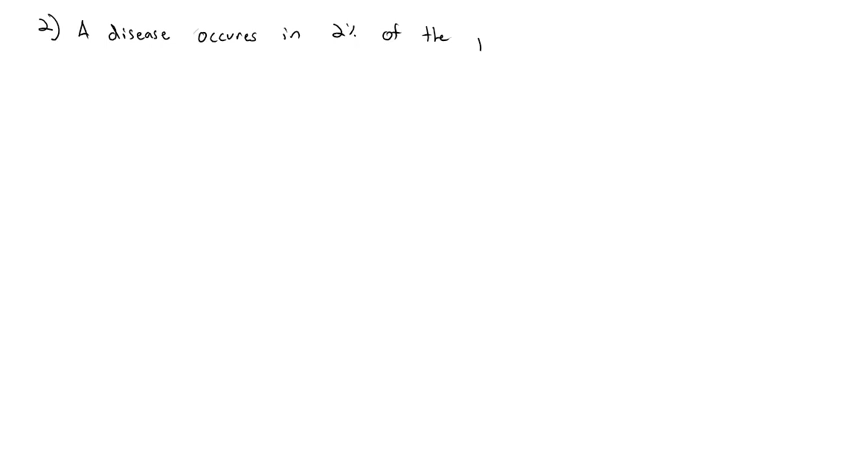 2) A disease occures in 2% of the